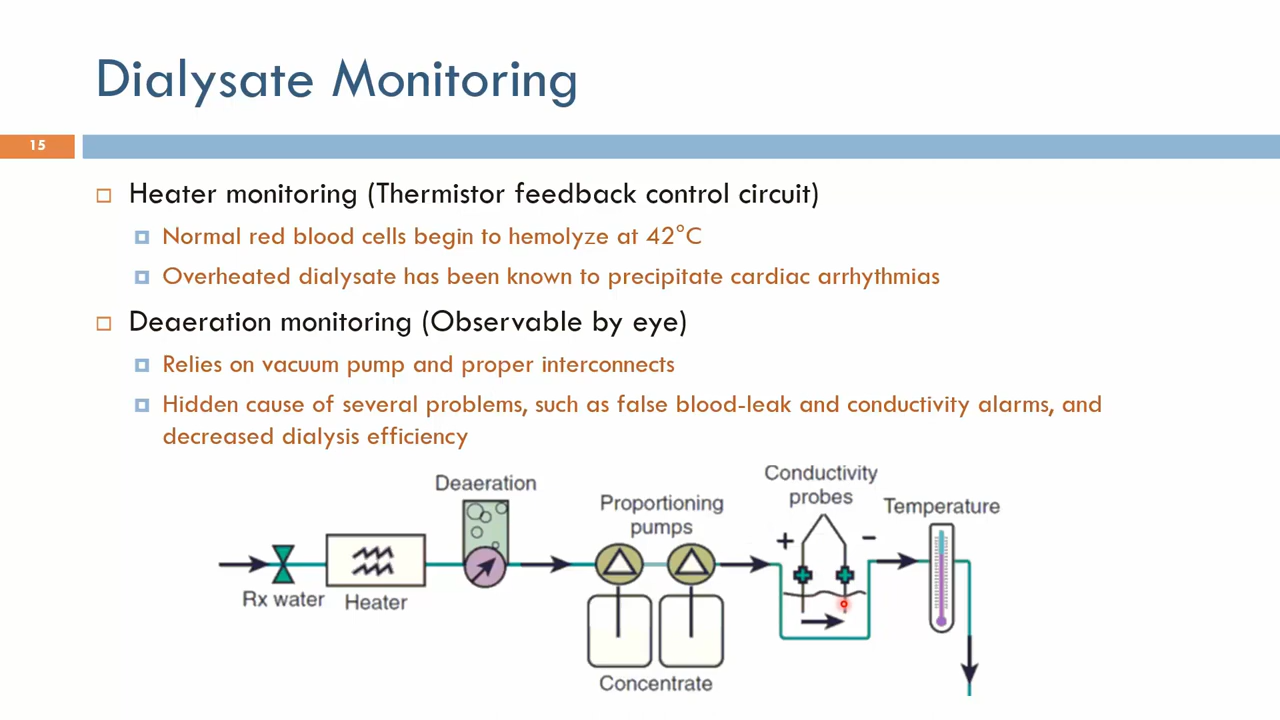 Dialysate Monitoring
15
Heater monitoring (Thermistor feedback control circuit)
Normal red blood cells begin to hemolyze at 42°C
Overheated dialysate has been known to precipitate cardiac arrhythmias
Deaeration monitoring (Observable by eye)
Relies on vacuum pump and proper interconnects
Hidden cause of several problems, such as false blood-leak and conductivity alarms, and
decreased dialysis efficiency
Deaeration
Proportioning
pumps
Conductivity
probes
Temperature
+
−
Rx water
Heater
Concentrate